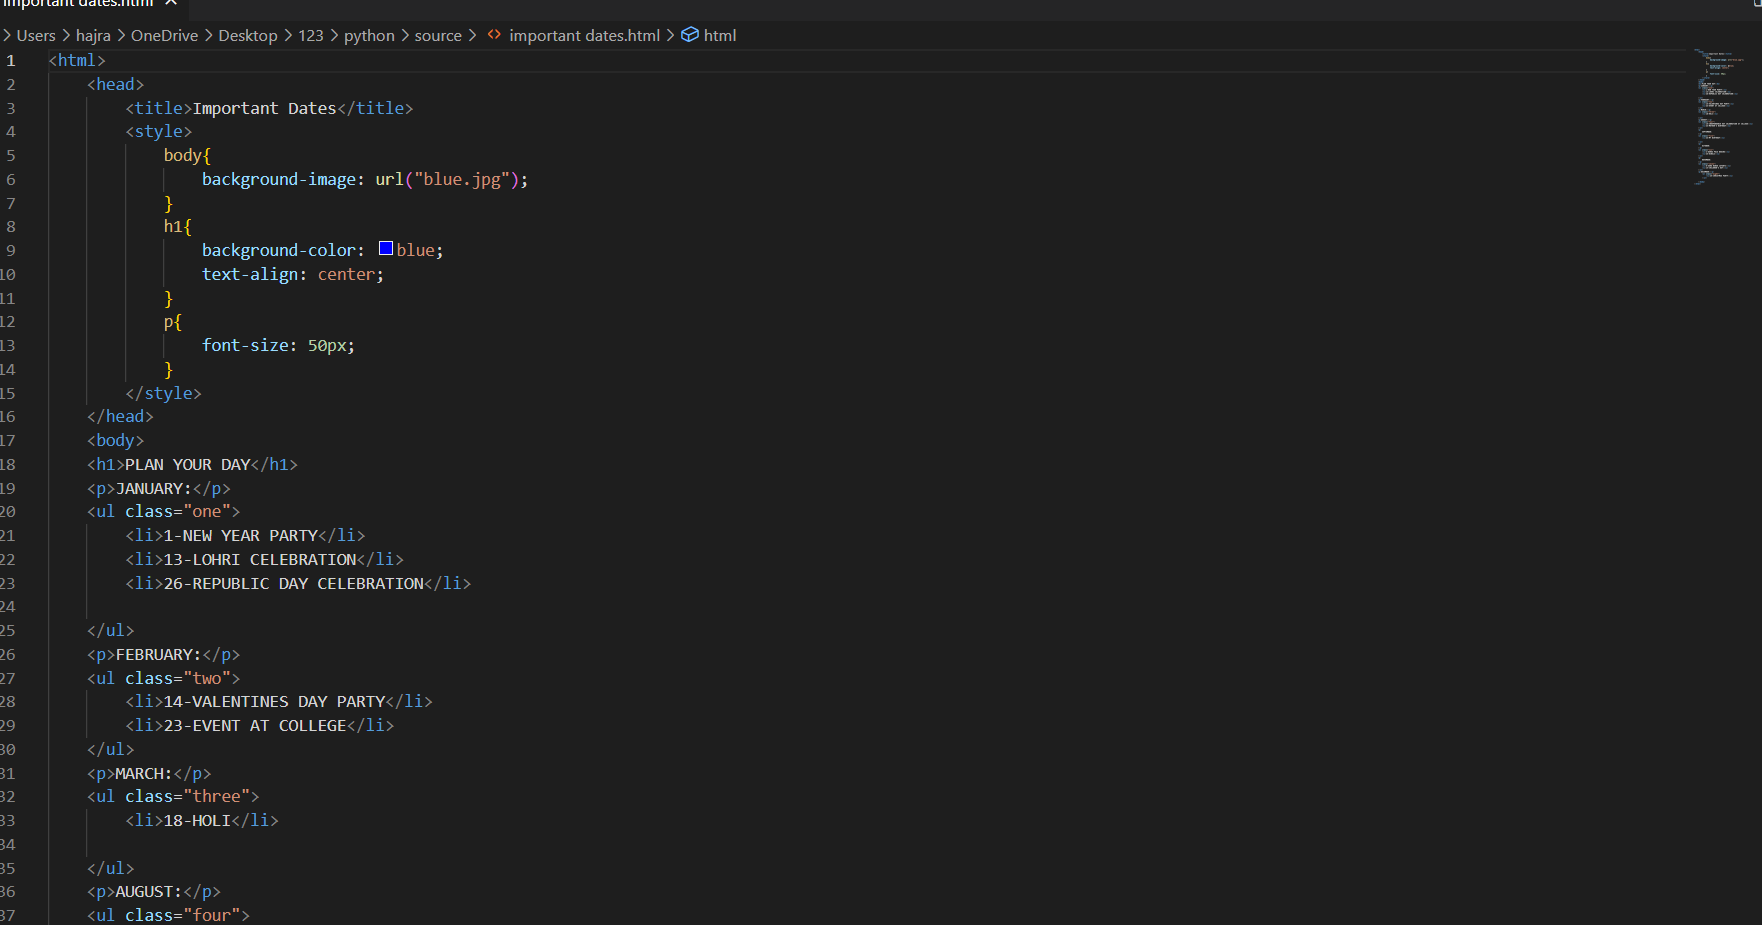 important dates.html
Users > hajra > OneDrive > Desktop > 123 > python > source > important dates.html > html
1 <html>
2 <head>
3 <title>Important Dates</title>
4 <style>
5 body{
6 background-image: url("blue.jpg");
7 }
8 h1{
9 background-color: blue;
10 text-align: center;
11 }
12 p{
13 font-size: 50px;
14 }
15 </style>
16 </head>
17 <body>
18 <h1>PLAN YOUR DAY</h1>
19 <p>JANUARY:</p>
20 <ul class="one">
21 <li>1-NEW YEAR PARTY</li>
22 <li>13-LOHRI CELEBRATION</li>
23 <li>26-REPUBLIC DAY CELEBRATION</li>
24
25 </ul>
26 <p>FEBRUARY:</p>
27 <ul class="two">
28 <li>14-VALENTINES DAY PARTY</li>
29 <li>23-EVENT AT COLLEGE</li>
30 </ul>
31 <p>MARCH:</p>
32 <ul class="three">
33 <li>18-HOLI</li>
34
35 </ul>
36 <p>AUGUST:</p>
37 <ul class="four">